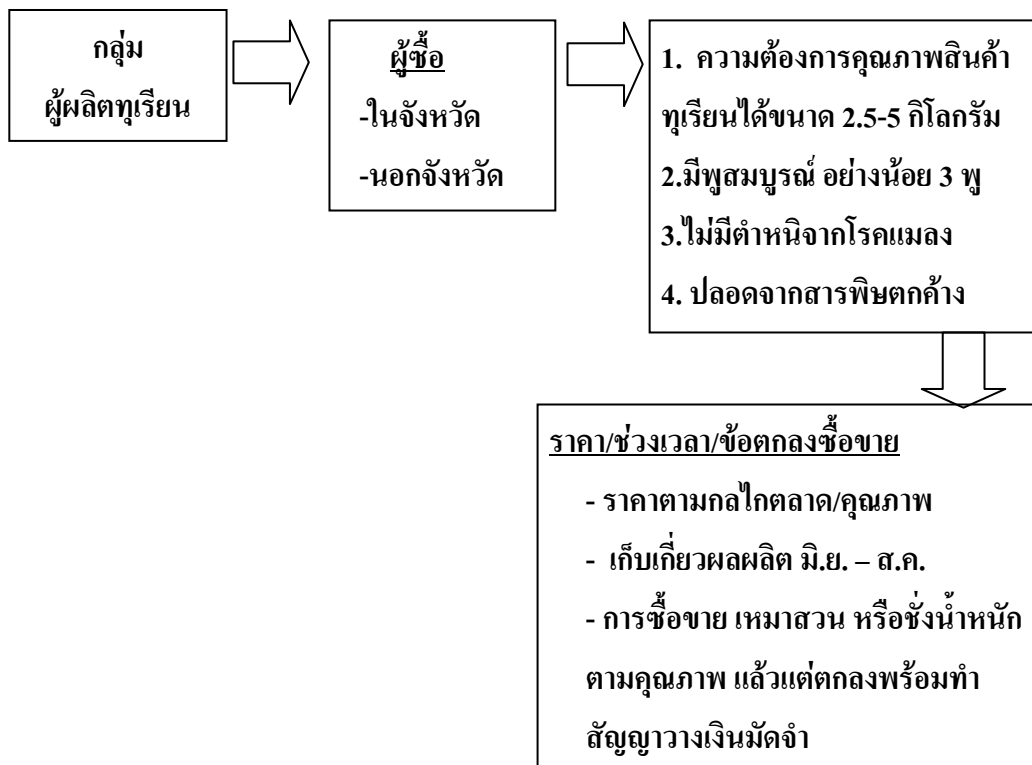 กลุ่ม
ผู้ผลิตทุเรียน
ผู้ซื้อ
-ในจังหวัด
-นอกจังหวัด
1. ความต้องการคุณภาพสินค้า
ทุเรียนได้ขนาด 2.5-5 กิโลกรัม
2.มีพูสมบูรณ์ อย่างน้อย 3 พู
3.ไม่มีตำหนิจากโรคแมลง
4. ปลอดจากสารพิษตกค้าง
ราคา/ช่วงเวลา/ข้อตกลงซื้อขาย
- ราคาตามกลไกตลาด/คุณภาพ
- เก็บเกี่ยวผลผลิต มิ.ย. – ส.ค.
- การซื้อขาย เหมาสวน หรือชั่งน้ำหนัก
ตามคุณภาพ แล้วแต่ตกลงพร้อมทำ
สัญญาวางเงินมัดจำ